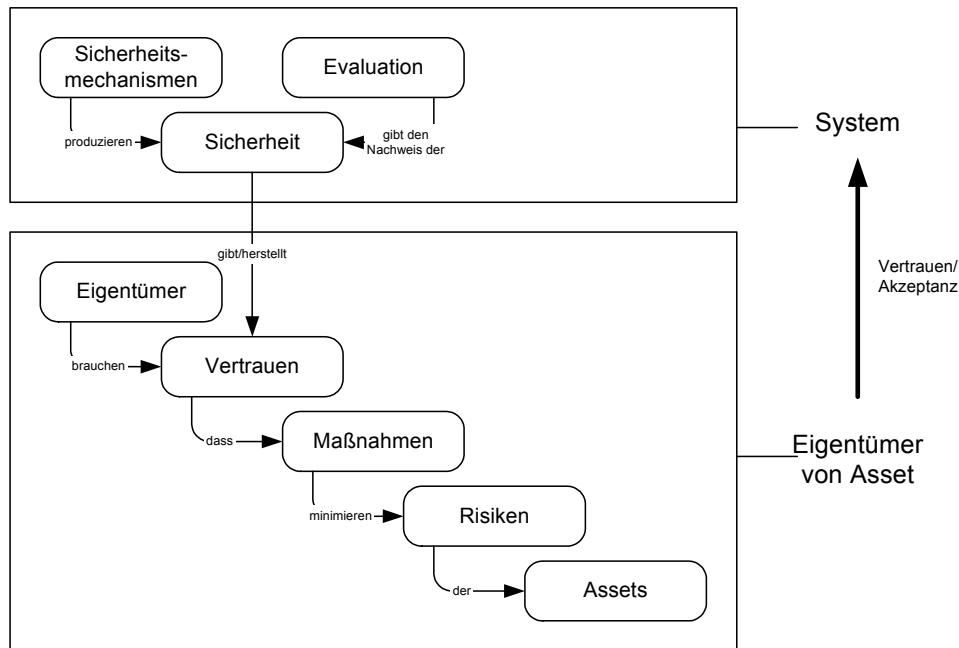 Sicherheits-
mechanismen
Evaluation
produzieren
Sicherheit
gibt den
Nachweis der
System
gibt/herstellt
Vertrauen/
Akzeptanz
Eigentümer
brauchen
Vertrauen
dass
Maßnahmen
Eigentümer
von Asset
minimieren
Risiken
der
Assets